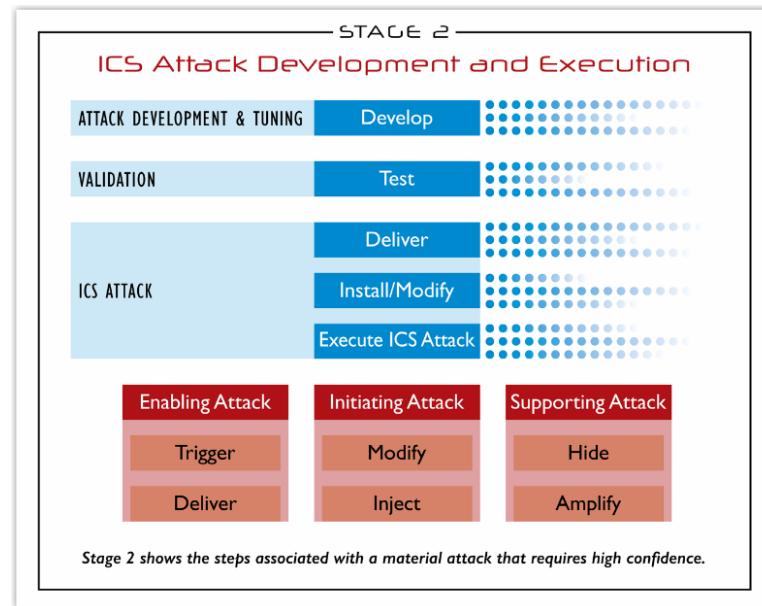 STAGE 2
ICS Attack Development and Execution
ATTACK DEVELOPMENT & TUNING
Develop
VALIDATION
Test
ICS ATTACK
Deliver
Install/Modify
Execute ICS Attack
Enabling Attack
Initiating Attack
Supporting Attack
Trigger
Modify
Hide
Deliver
Inject
Amplify
Stage 2 shows the steps associated with a material attack that requires high confidence.